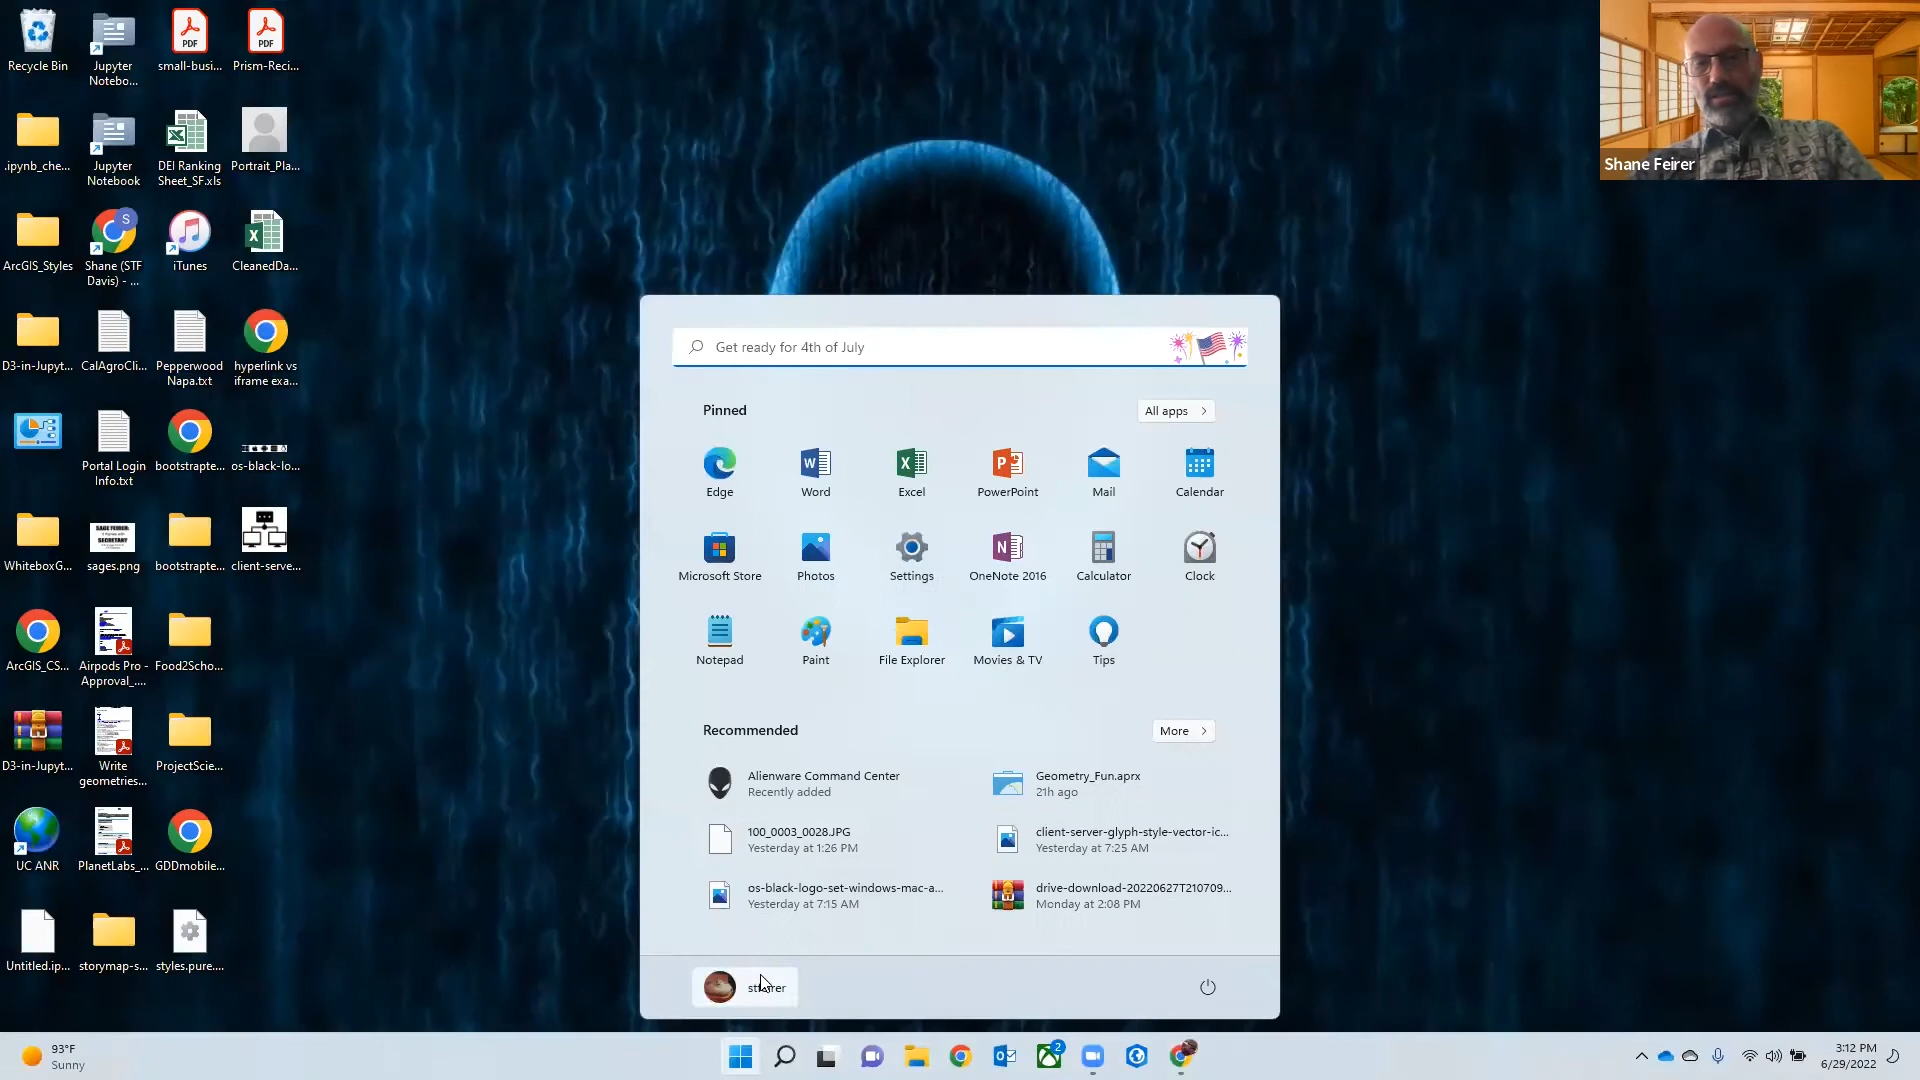 Recycle Bin
Jupyter
Notebo...
small-busi...
Prism-Reci...
.ipynb_che...
Jupyter
Notebook
DEI Ranking
Sheet_SF.xls
Portrait_Pla...
ArcGIS_Styles
Shane (STF
Davis) - ...
iTunes
CleanedDa...
D3-in-Jupyt...
CalAgroCli...
Pepperwood
Napa.txt
hyperlink vs
iframe exa...
Portal Login
Info.txt
bootstrapte...
os-black-lo...
WhiteboxG...
SAGE FEIRER:
SECRETARY
sages.png
bootstrapte...
client-serve...
ArcGIS_CS...
Airpods Pro -
Approval_....
Food2Scho...
D3-in-Jupyt...
Write
geometries...
ProjectScie...
UC ANR
PlanetLabs_...
GDDmobile...
Untitled.ip...
storymap-s...
styles.pure....
Shane Feirer
Get ready for 4th of July
Pinned
All apps
Edge
Word
Excel
PowerPoint
Mail
Calendar
Microsoft Store
Photos
Settings
OneNote 2016
Calculator
Clock
Notepad
Paint
File Explorer
Movies & TV
Tips
Recommended
More
Alienware Command Center
Recently added
Geometry_Fun.aprx
21h ago
100_0003_0028.JPG
Yesterday at 1:26 PM
client-server-glyph-style-vector-ic...
Yesterday at 7:25 AM
os-black-logo-set-windows-mac-a...
Yesterday at 7:15 AM
drive-download-20220627T210709...
Monday at 2:08 PM
93°F
Sunny
2
3:12 PM
6/29/2022